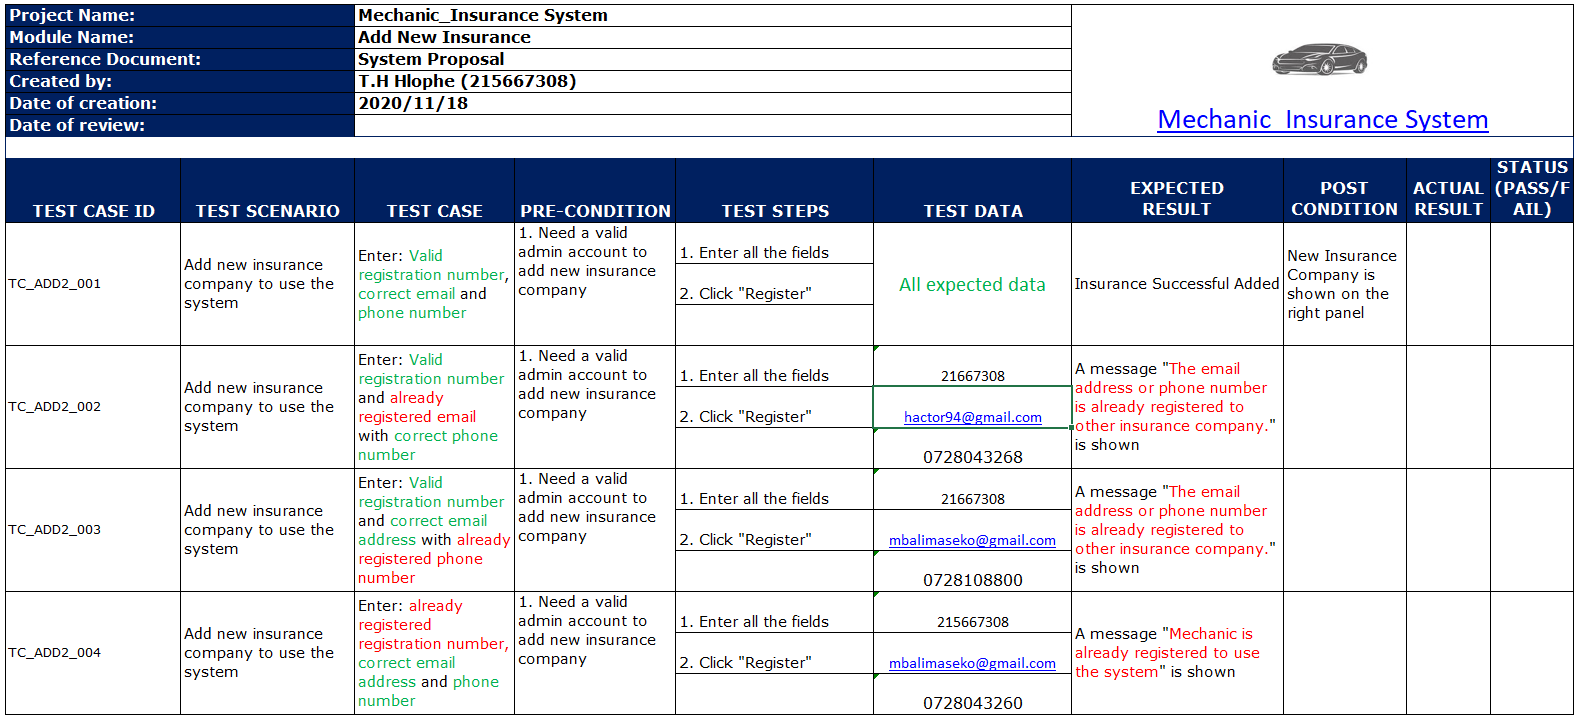 Project Name: Mechanic_Insurance System
Module Name: Add New Insurance
Reference Document: System Proposal
Created by: T.H Hlophe (215667308)
Date of creation: 2020/11/18
Date of review:
Mechanic Insurance System
TEST CASE ID
TEST SCENARIO
TEST CASE
PRE-CONDITION
TEST STEPS
TEST DATA
EXPECTED
RESULT
POST
CONDITION
ACTUAL
RESULT
STATUS
(PASS/F
AIL)
TC_ADD2_001
Add new insurance
company to use the
system
Enter: Valid
registration number,
correct email and
phone number
1. Need a valid
admin account to
add new insurance
company
1. Enter all the fields
2. Click "Register"
All expected data
Insurance Successful Added
New Insurance
Company is
shown on the
right panel
TC_ADD2_002
Add new insurance
company to use the
system
Enter: Valid
registration number
and already
registered email
with correct phone
number
1. Need a valid
admin account to
add new insurance
company
1. Enter all the fields
2. Click "Register"
21667308
hactor94@gmail.com
0728043268
A message "The email
address or phone number
is already registered to
other insurance company."
is shown
TC_ADD2_003
Add new insurance
company to use the
system
Enter: Valid
registration number
and correct email
address with already
registered phone
number
1. Need a valid
admin account to
add new insurance
company
1. Enter all the fields
2. Click "Register"
21667308
mbalimaseko@gmail.com
0728108800
A message "The email
address or phone number
is already registered to
other insurance company."
is shown
TC_ADD2_004
Add new insurance
company to use the
system
Enter: already
registered
registration number,
correct email
address and phone
number
1. Need a valid
admin account to
add new insurance
company
1. Enter all the fields
2. Click "Register"
215667308
mbalimaseko@gmail.com
0728043260
A message "Mechanic is
already registered to use
the system" is shown